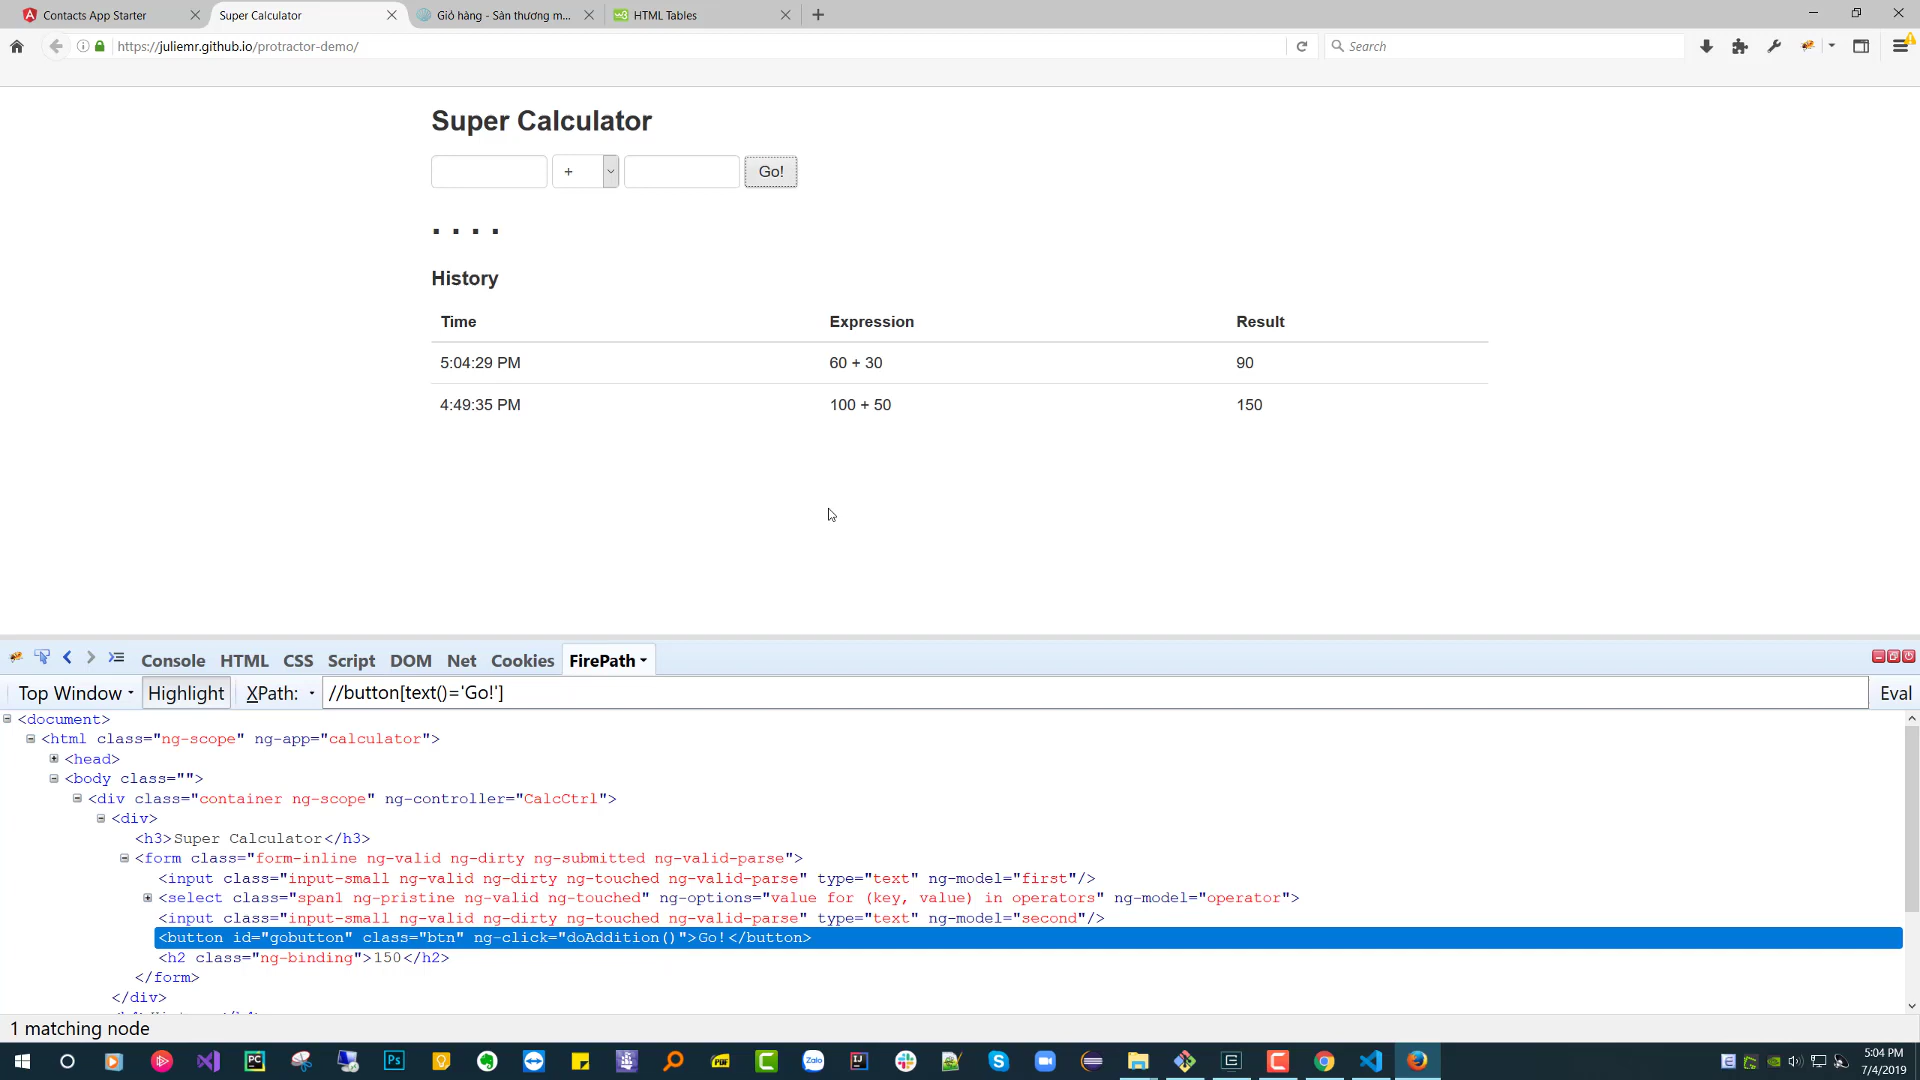 Contacts App Starter
Super Calculator
Giỏ hàng - Sàn thương m...
HTML Tables
https://juliemr.github.io/protractor-demo/
Search
Super Calculator
+
Go!
. . . .
History
Time Expression Result
5:04:29 PM 60 + 30 90
4:49:35 PM 100 + 50 150
Console HTML CSS Script DOM Net Cookies FirePath
Top Window Highlight XPath: //button[text()='Go!'] Eval
<document>
<html class="ng-scope" ng-app="calculator">
<head>
<body class="">
<div class="container ng-scope" ng-controller="CalcCtrl">
<div>
<h3>Super Calculator</h3>
<form class="form-inline ng-valid ng-dirty ng-submitted ng-valid-parse">
<input class="input-small ng-valid ng-dirty ng-touched ng-valid-parse" type="text" ng-model="first"/>
<select class="span1 ng-pristine ng-valid ng-touched" ng-options="value for (key, value) in operators" ng-model="operator">
<input class="input-small ng-valid ng-dirty ng-touched ng-valid-parse" type="text" ng-model="second"/>
<button id="gobutton" class="btn" ng-click="doAddition()">Go!</button>
<h2 class="ng-binding">150</h2>
</form>
</div>
1 matching node
5:04 PM
7/4/2019